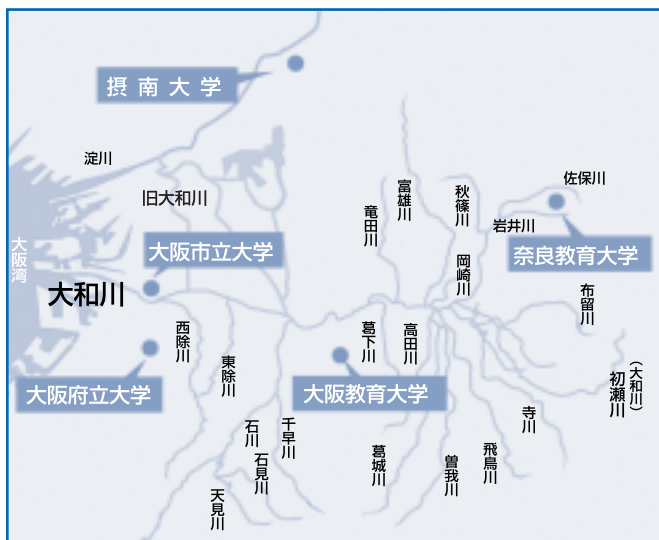 摂南大学
淀川
旧大和川
大阪湾
大阪市立大学
大和川
大阪府立大学
西除川
東除川
石川
石見川
千早川
天見川
大阪教育大学
竜田川
富雄川
秋篠川
岡崎川
岩井川
佐保川
奈良教育大学
布留川
初瀬川
（大和川）
葛下川
高田川
葛城川
曽我川
飛鳥川
寺川